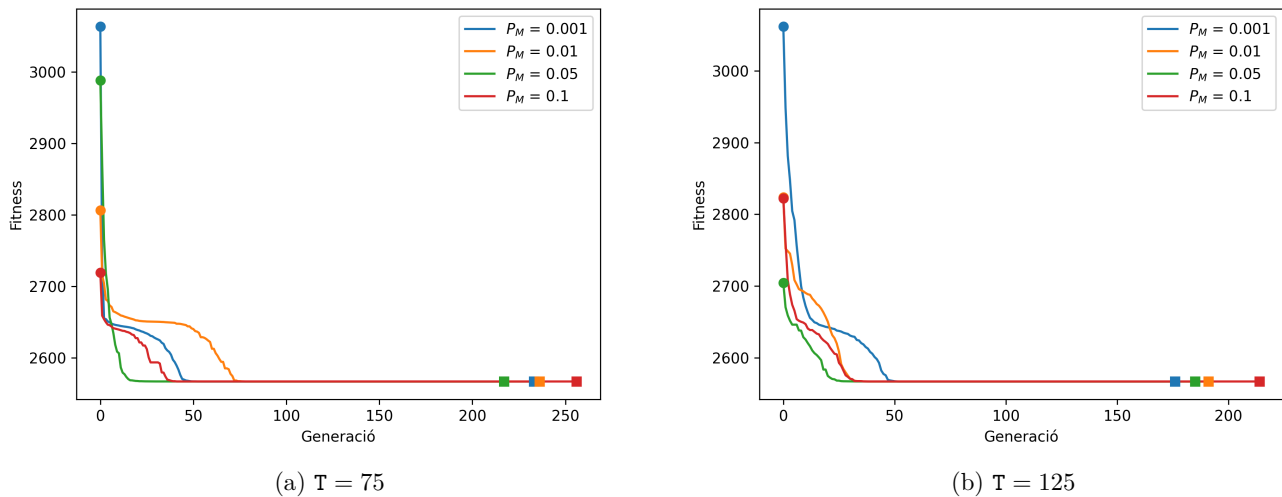 Fitness
3000
2900
2800
2700
2600
P_M = 0.001
P_M = 0.01
P_M = 0.05
P_M = 0.1
0 50 100 150 200 250
Generació
(a) T = 75
Fitness
3000
2900
2800
2700
2600
P_M = 0.001
P_M = 0.01
P_M = 0.05
P_M = 0.1
0 50 100 150 200
Generació
(b) T = 125